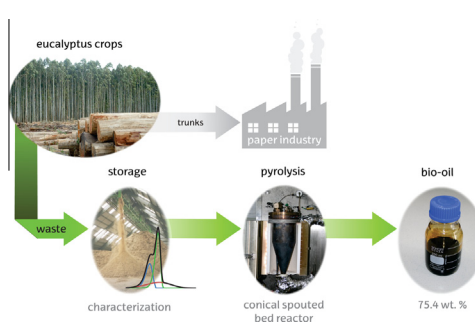 eucalyptus crops
trunks
paper industry
storage
pyrolysis
bio-oil
waste
characterization
conical spouted
bed reactor
75.4 wt. %